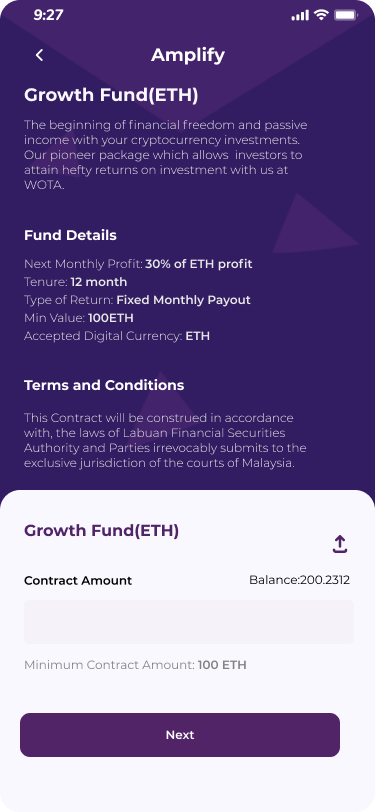 9:27
Amplify
Growth Fund(ETH)
The beginning of financial freedom and passive
income with your cryptocurrency investments.
Our pioneer package which allows  investors to
attain hefty returns on investment with us at
WOTA.
Fund Details
Next Monthly Profit: 30% of ETH profit
Tenure: 12 month
Type of Return: Fixed Monthly Payout
Min Value: 100ETH
Accepted Digital Currency: ETH
Terms and Conditions
This Contract will be construed in accordance
with, the laws of Labuan Financial Securities
Authority and Parties irrevocably submits to the
exclusive jurisdiction of the courts of Malaysia.
Growth Fund(ETH)
Contract Amount
Balance:200.2312
Minimum Contract Amount: 100 ETH
Next